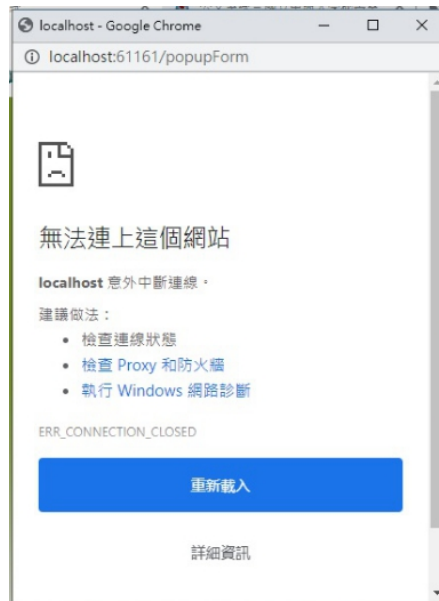 localhost - Google Chrome
localhost:61161/popupForm
無法連上這個網站
localhost 意外中斷連線。
建議做法：
• 檢查連線狀態
• 檢查 Proxy 和防火牆
• 執行 Windows 網路診斷
ERR_CONNECTION_CLOSED
重新載入
詳細資訊